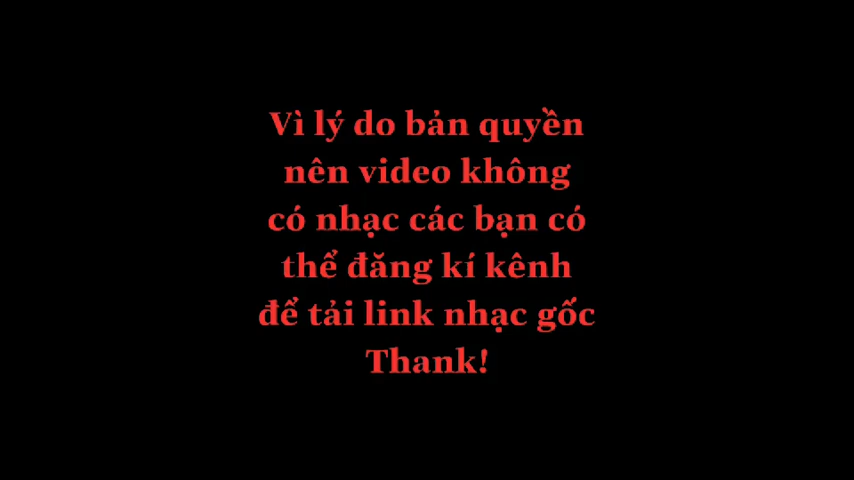 Vì lý do bản quyền
nên video không
có nhạc các bạn có
thể đăng kí kênh
để tải link nhạc gốc
Thank!